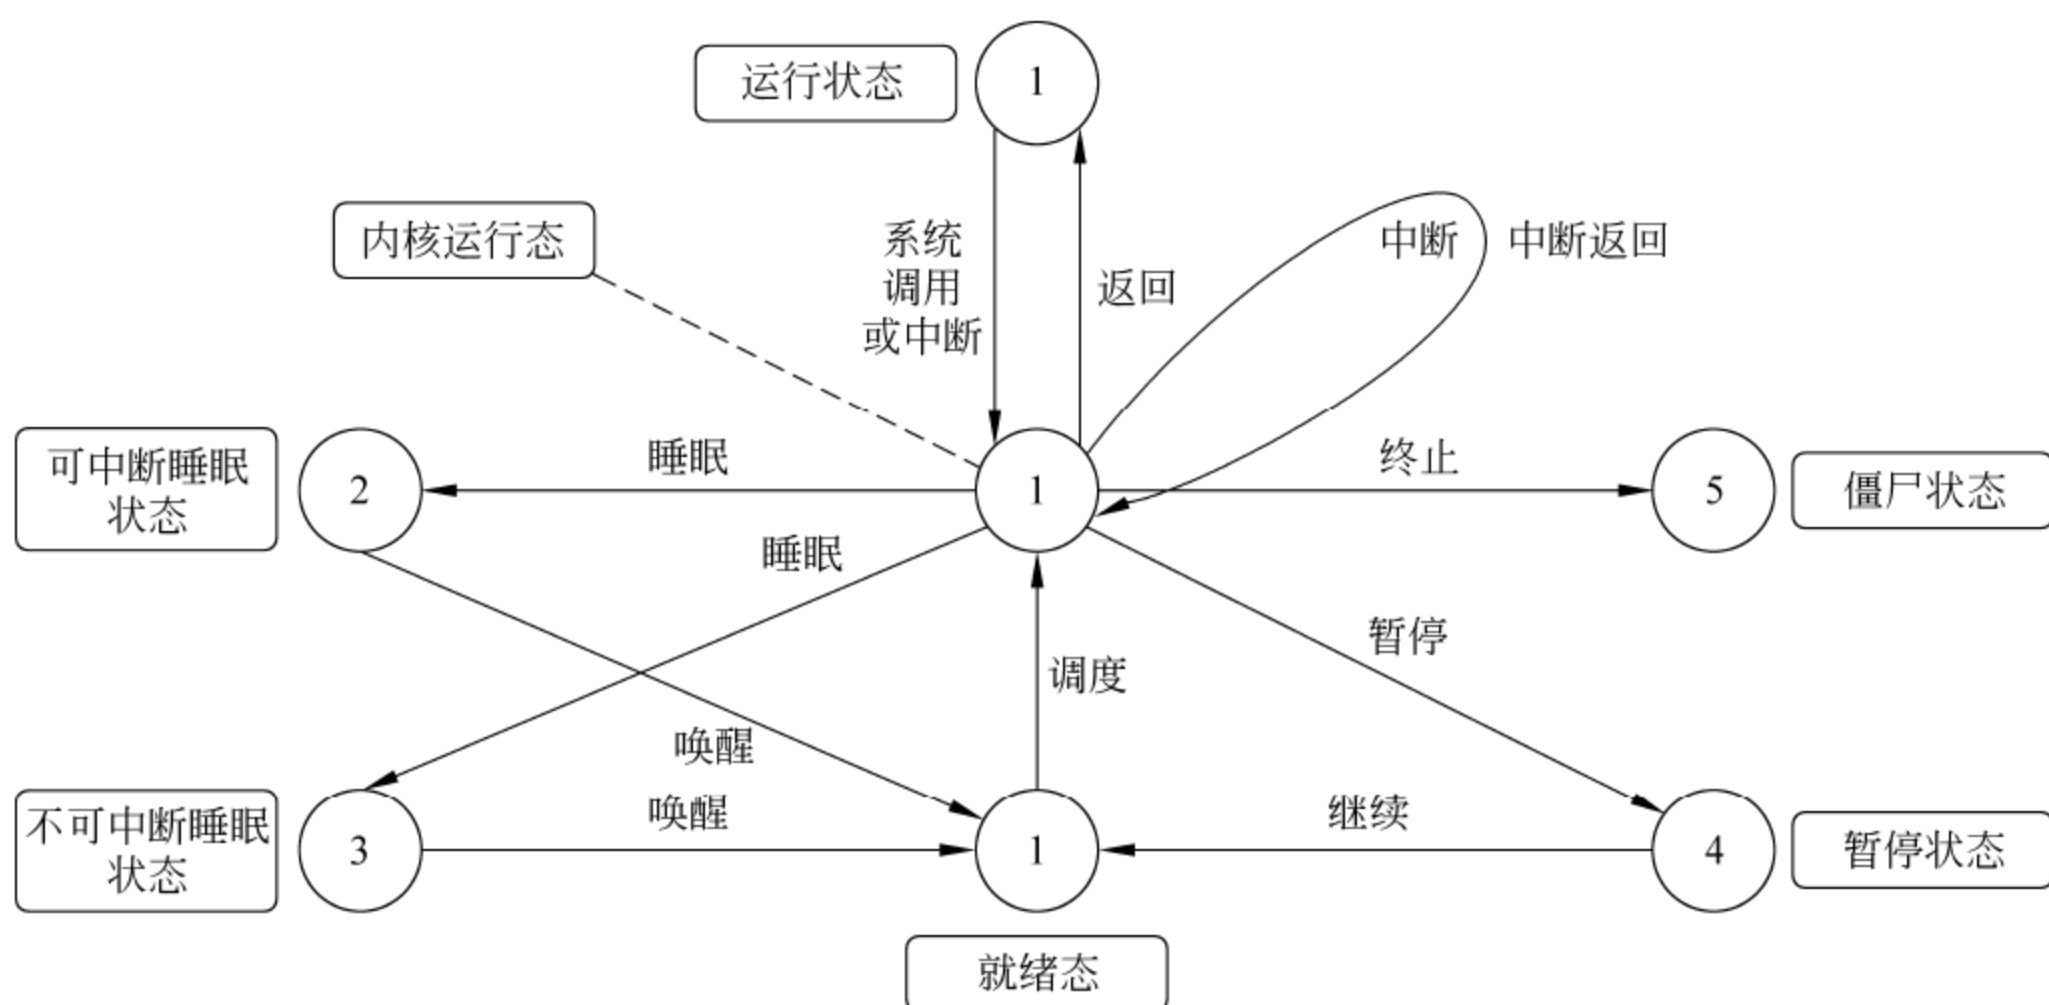 运行状态
1
内核运行态
系统
调用
或中断
返回
中断
中断返回
可中断睡眠
状态
2
睡眠
1
终止
5
僵尸状态
睡眠
暂停
调度
唤醒
不可中断睡眠
状态
3
唤醒
1
继续
4
暂停状态
就绪态